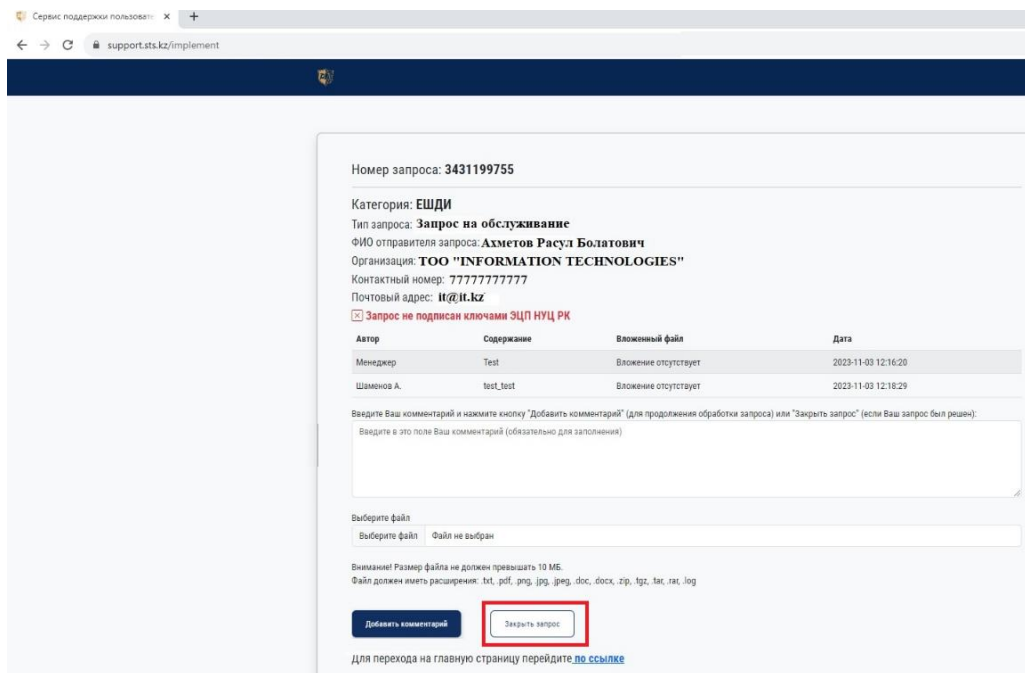 Сервис поддержки пользовате
support.sts.kz/implement
Номер запроса: 3431199755
Категория: ЕШДИ
Тип запроса: Запрос на обслуживание
ФИО отправителя запроса: Ахметов Расул Болатович
Организация: ТОО "INFORMATION TECHNOLOGIES"
Контактный номер: 77777777777
Почтовый адрес: it@it.kz
Запрос не подписан ключами ЭЦП НУЦ РК
Автор Содержание Вложенный файл Дата
Менеджер Test Вложение отсутствует 2023-11-03 12:16:20
Шаменов А. test_test Вложение отсутствует 2023-11-03 12:18:29
Введите Ваш комментарий и нажмите кнопку "Добавить комментарий" (для продолжения обработки запроса) или "Закрыть запрос" (если Ваш запрос был решен):
Введите в это поле Ваш комментарий (обязательно для заполнения)
Выберите файл
Выберите файл Файл не выбран
Внимание! Размер файла не должен превышать 10 МБ.
Файл должен иметь расширения: .txt, .pdf, .png, .jpg, .jpeg, .doc, .docx, .zip, .tgz, .tar, .rar, .log
Добавить комментарий Закрыть запрос
Для перехода на главную страницу перейдите по ссылке